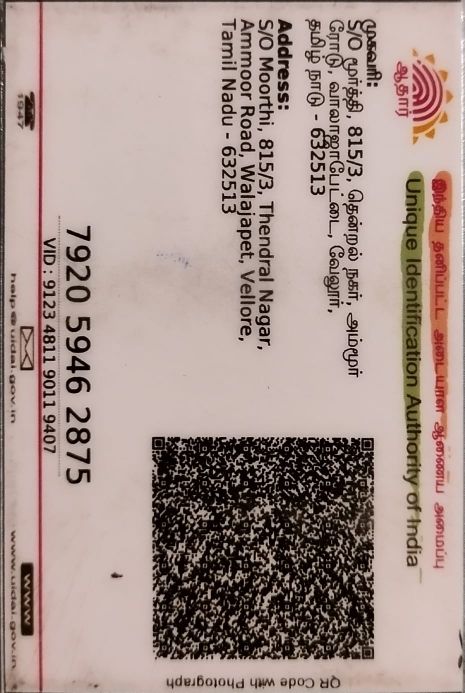 ஆதார்
இந்திய தனிப்பட்ட அடையாள ஆணைய அமைப்பு
Unique Identification Authority of India
முகவரி:
S/O மூர்த்தி, 815/3, தென்றல் நகர், அம்மூர்
ரோடு, வாலாஜாபேட்டை, வேலூர்,
தமிழ் நாடு - 632513
Address:
S/O Moorthi, 815/3, Thendral Nagar,
Ammoor Road, Walajapet, Vellore,
Tamil Nadu - 632513
QR Code with Photograph
7920 5946 2875
VID : 9123 4811 9011 9407
1947
help@uidai.gov.in
www
www.uidai.gov.in